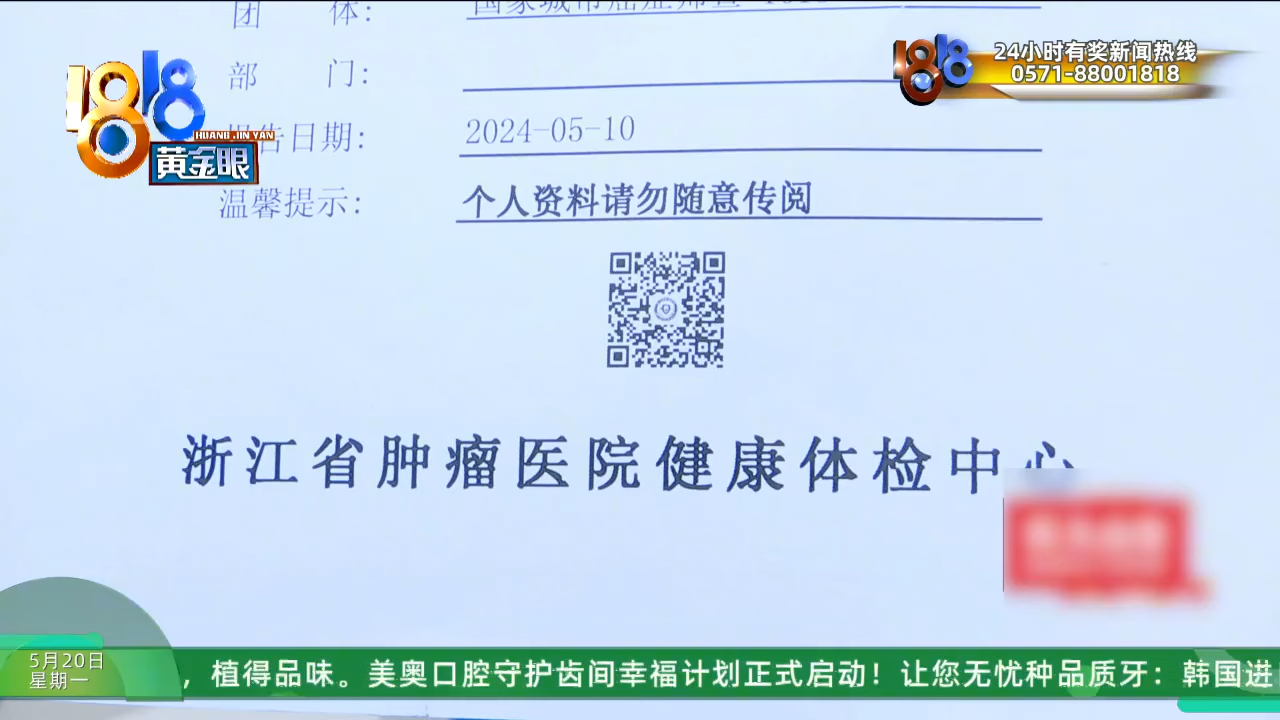 团 体:
部 门:
报告日期: 2024-05-10
温馨提示: 个人资料请勿随意传阅
浙江省肿瘤医院健康体检中心
1818
HUANG JIN YAN
黄金眼
1818
24小时有奖新闻热线
0571-88001818
5月20日
星期一
，植得品味。美奥口腔守护齿间幸福计划正式启动！让您无忧种品质牙：韩国进